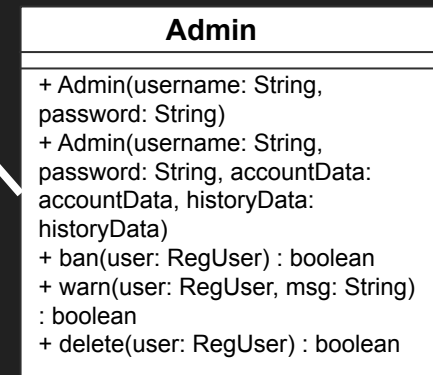 Admin
+ Admin(username: String,
password: String)
+ Admin(username: String,
password: String, accountData:
accountData, historyData:
historyData)
+ ban(user: RegUser) : boolean
+ warn(user: RegUser, msg: String)
: boolean
+ delete(user: RegUser) : boolean